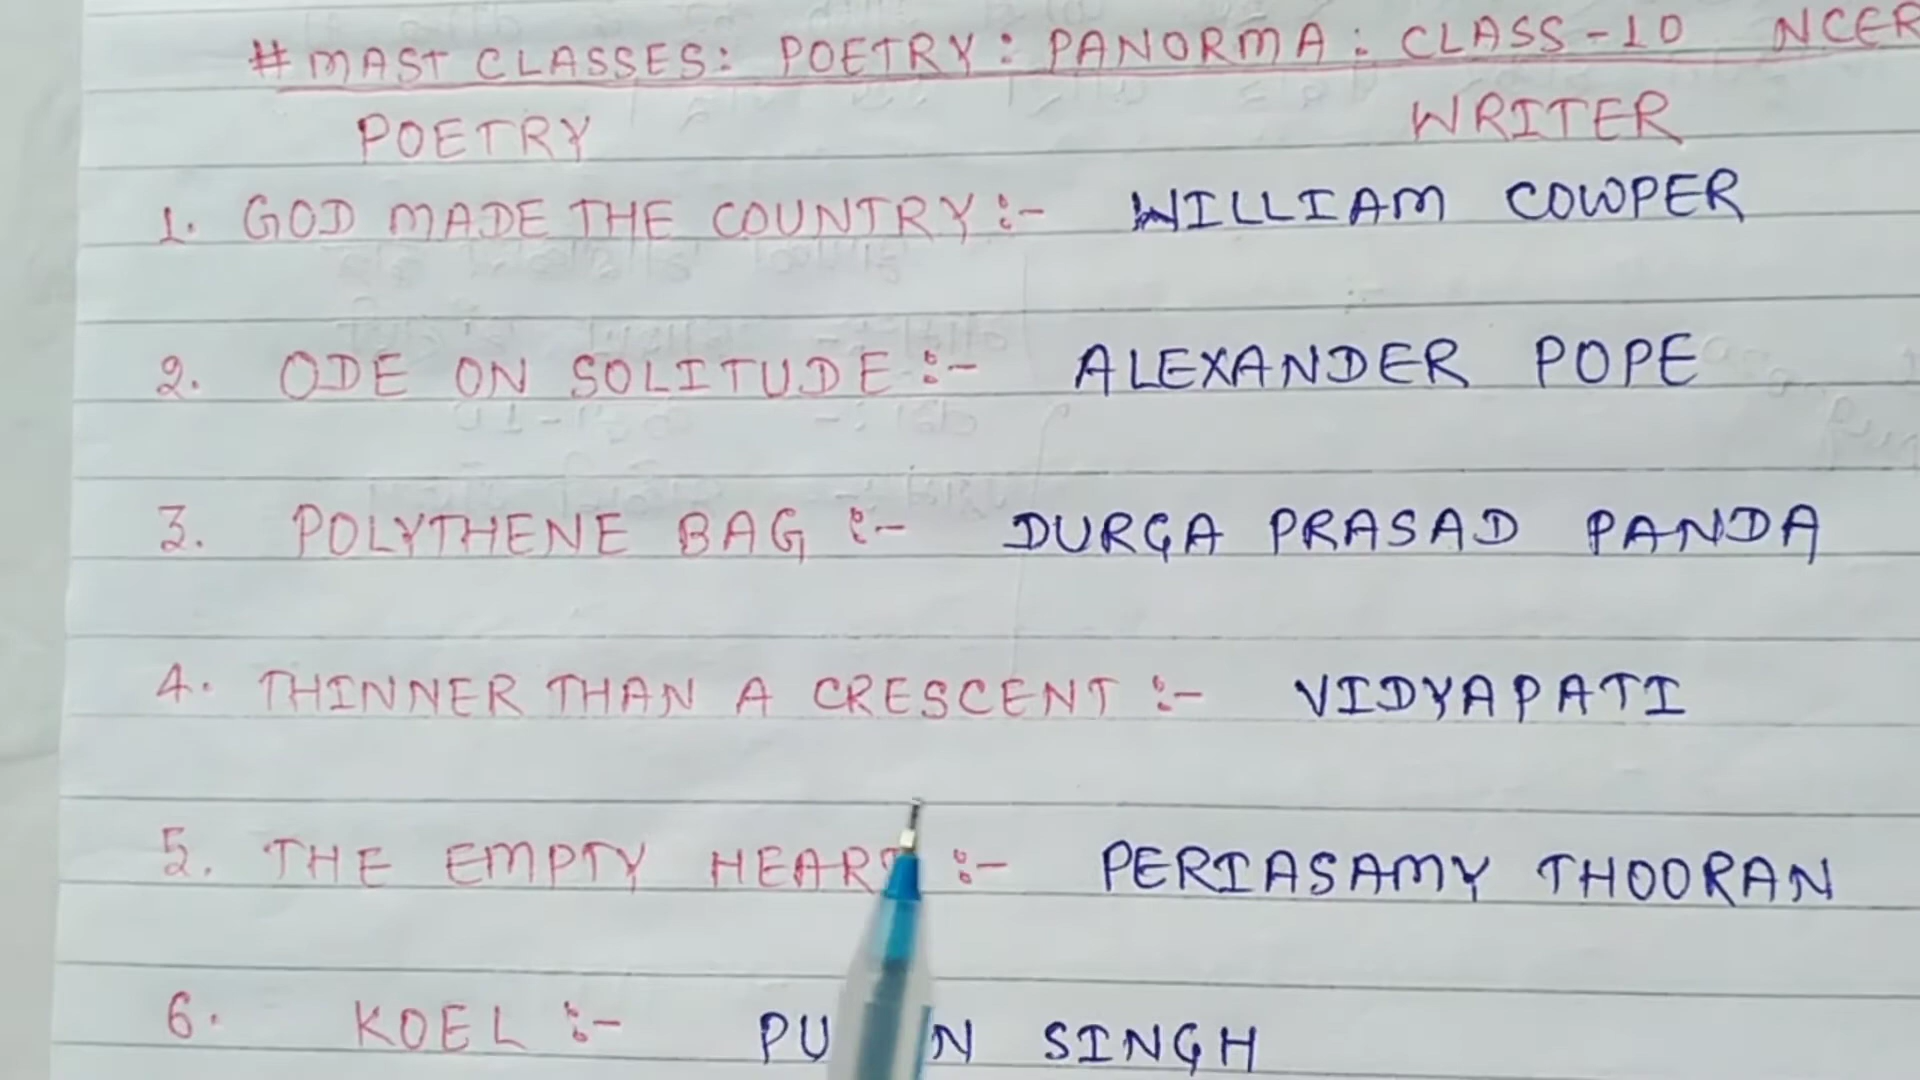 # MAST CLASSES: POETRY: PANORMA: CLASS-10 NCER
POETRY WRITER
1. GOD MADE THE COUNTRY:- WILLIAM COWPER
2. ODE ON SOLITUDE:- ALEXANDER POPE
3. POLYTHENE BAG :- DURGA PRASAD PANDA
4. THINNER THAN A CRESCENT :- VIDYAPATI
5. THE EMPTY HEART :- PERIASAMY THOORAN
6. KOEL :- SINGH